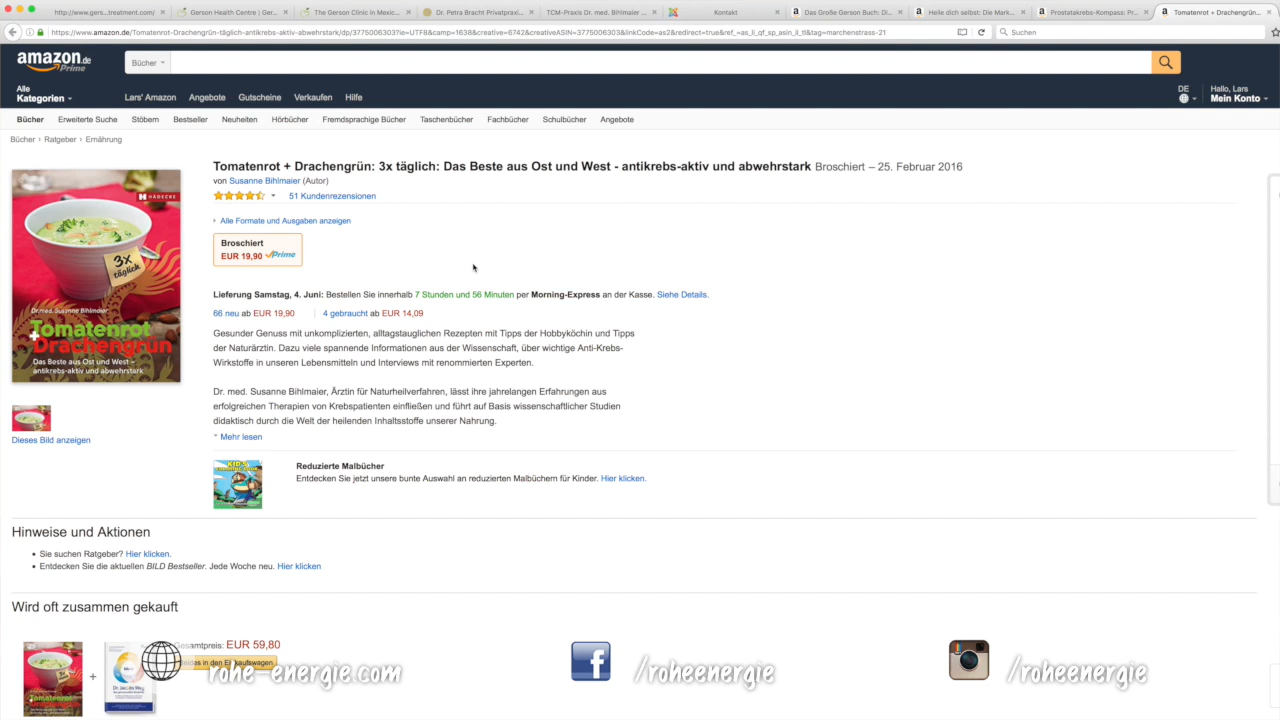 http://www.gers...treatment.com/
Gerson Health Centre | Ger...
The Gerson Clinic in Mexic...
Dr. Petra Bracht Privatpraxi...
TCM-Praxis Dr. med. Bihlmaier ...
Kontakt
Das Große Gerson Buch: Di...
Heile dich selbst: Die Mark...
Prostatakrebs-Kompass: Pr...
Tomatenrot + Drachengrün:...
https://www.amazon.de/Tomatenrot-Drachengrün-täglich-antikrebs-aktiv-abwehrstark/dp/3775006303?ie=UTF8&camp=1638&creative=6742&creativeASIN=3775006303&linkCode=as2&redirect=true&ref_=as_li_qf_sp_asin_il_tl&tag=marchenstrass-21
Suchen
amazon.de
Prime
Bücher
Alle
Kategorien
Lars' Amazon Angebote Gutscheine Verkaufen Hilfe
DE
Hallo, Lars
Mein Konto
Bücher Erweiterte Suche Stöbern Bestseller Neuheiten Hörbücher Fremdsprachige Bücher Taschenbücher Fachbücher Schulbücher Angebote
Bücher › Ratgeber › Ernährung
Tomatenrot + Drachengrün: 3x täglich: Das Beste aus Ost und West - antikrebs-aktiv und abwehrstark Broschiert – 25. Februar 2016
von Susanne Bihlmaier (Autor)
51 Kundenrezensionen
Alle Formate und Ausgaben anzeigen
Broschiert
EUR 19,90 Prime
Lieferung Samstag, 4. Juni: Bestellen Sie innerhalb 7 Stunden und 56 Minuten per Morning-Express an der Kasse. Siehe Details.
66 neu ab EUR 19,90
4 gebraucht ab EUR 14,09
Gesunder Genuss mit unkomplizierten, alltagstauglichen Rezepten mit Tipps der Hobbyköchin und Tipps
der Naturärztin. Dazu viele spannende Informationen aus der Wissenschaft, über wichtige Anti-Krebs-
Wirkstoffe in unseren Lebensmitteln und Interviews mit renommierten Experten.
Dr. med. Susanne Bihlmaier, Ärztin für Naturheilverfahren, lässt ihre jahrelangen Erfahrungen aus
erfolgreichen Therapien von Krebspatienten einfließen und führt auf Basis wissenschaftlicher Studien
didaktisch durch die Welt der heilenden Inhaltsstoffe unserer Nahrung.
Mehr lesen
HÄDECKE
3x
täglich
Dr. med. Susanne Bihlmaier
Tomatenrot
+
Drachengrün
Das Beste aus Ost und West –
antikrebs-aktiv und abwehrstark
Dieses Bild anzeigen
Reduzierte Malbücher
Entdecken Sie jetzt unsere bunte Auswahl an reduzierten Malbüchern für Kinder. Hier klicken.
Hinweise und Aktionen
Sie suchen Ratgeber? Hier klicken.
Entdecken Sie die aktuellen BILD Bestseller. Jede Woche neu. Hier klicken
Wird oft zusammen gekauft
Gesamtpreis: EUR 59,80
Beides in den Einkaufswagen
+
rohe-energie.com
/roheenergie
/roheenergie